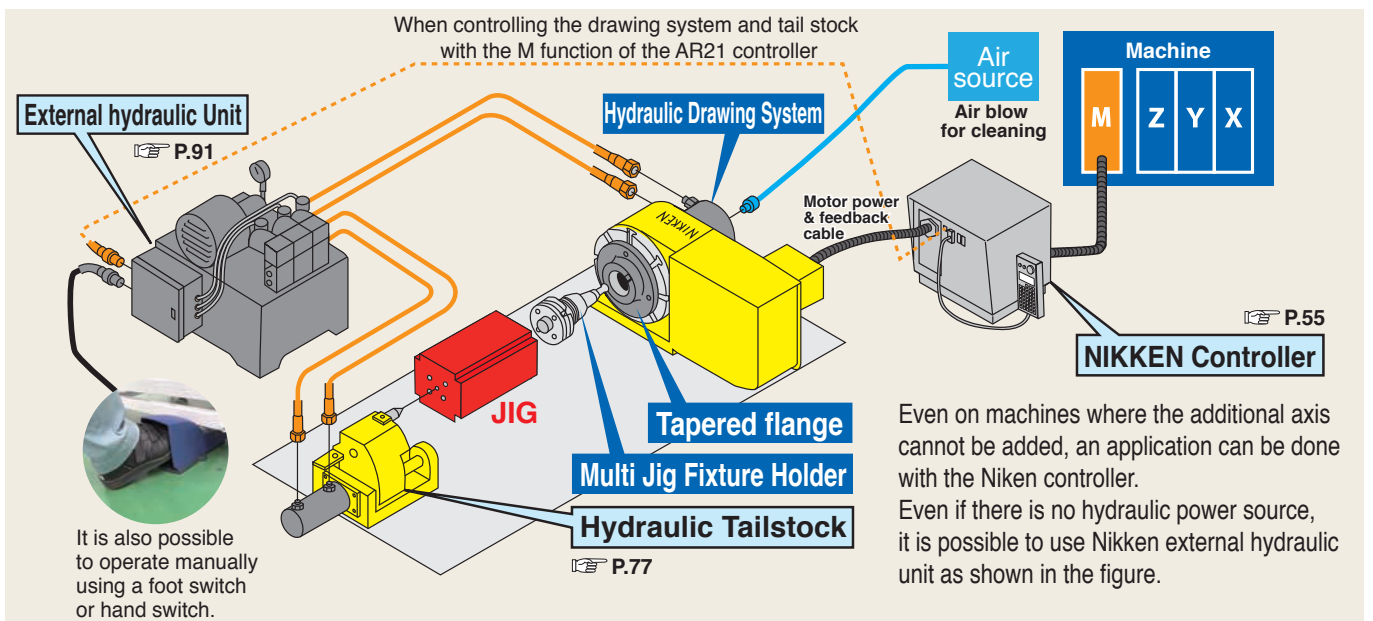 When controlling the drawing system and tail stock
with the M function of the AR21 controller
External hydraulic Unit
P.91
Hydraulic Drawing System
Air
source
Air blow
for cleaning
Machine
M
Z
Y
X
Motor power
& feedback
cable
NIKKEN
P.55
NIKKEN Controller
JIG
Tapered flange
Multi Jig Fixture Holder
Hydraulic Tailstock
P.77
It is also possible
to operate manually
using a foot switch
or hand switch.
Even on machines where the additional axis
cannot be added, an application can be done
with the Niken controller.
Even if there is no hydraulic power source,
it is possible to use Nikken external hydraulic
unit as shown in the figure.